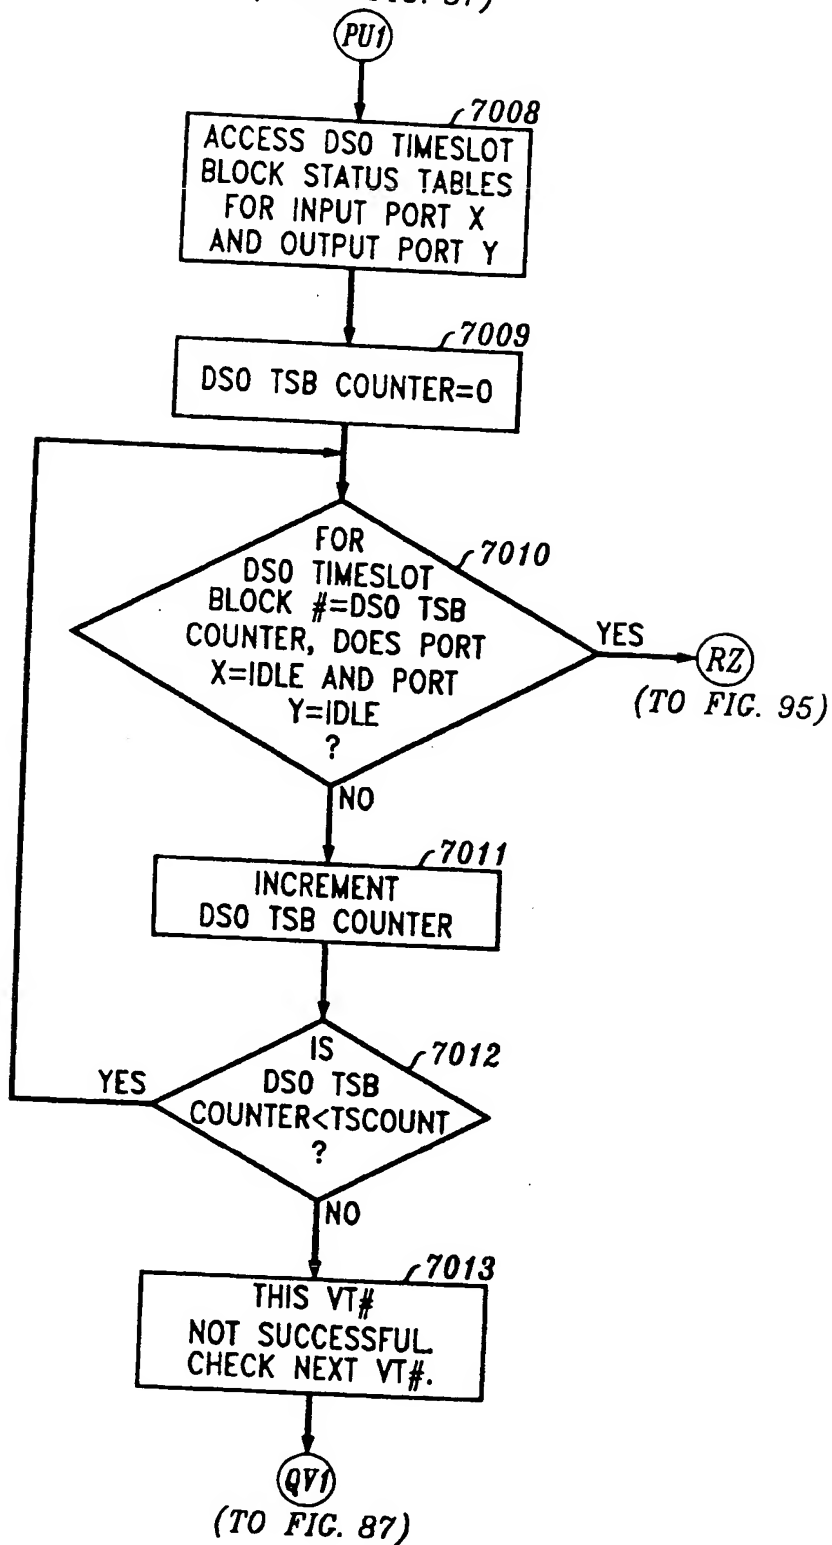 PU1
7008
ACCESS DS0 TIMESLOT
BLOCK STATUS TABLES
FOR INPUT PORT X
AND OUTPUT PORT Y
7009
DS0 TSB COUNTER=0
7010
FOR
DS0 TIMESLOT
BLOCK #=DS0 TSB
COUNTER, DOES PORT
X=IDLE AND PORT
Y=IDLE
?
YES
RZ
(TO FIG. 95)
NO
7011
INCREMENT
DS0 TSB COUNTER
7012
IS
DS0 TSB
COUNTER<TSCOUNT
?
YES
NO
7013
THIS VT#
NOT SUCCESSFUL.
CHECK NEXT VT#.
QV1
(TO FIG. 87)